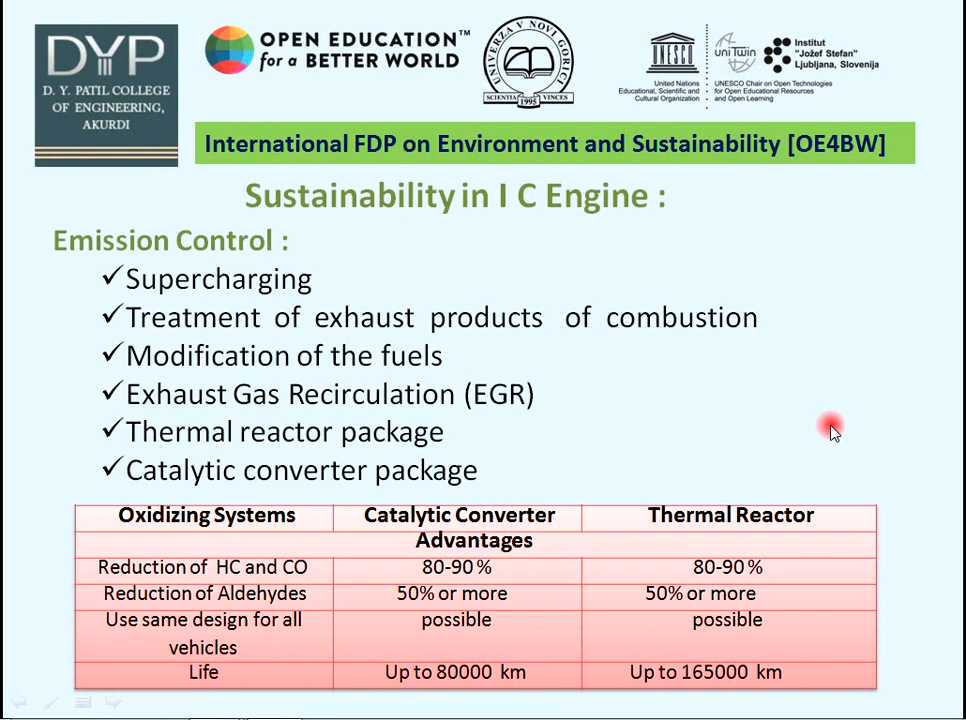 DYP
D. Y. PATIL COLLEGE
OF ENGINEERING,
AKURDI
OPEN EDUCATION™
for a BETTER WORLD
UNIVERZA V NOVI GORICI
SCIENTIA VINCES
1995
UNESCO
United Nations
Educational, Scientific and
Cultural Organization
uniTwin
Institut
"Jožef Stefan"
Ljubljana, Slovenija
UNESCO Chair on Open Technologies
for Open Educational Resources
and Open Learning
International FDP on Environment and Sustainability [OE4BW]
Sustainability in I C Engine :
Emission Control :
✓Supercharging
✓Treatment of exhaust products of combustion
✓Modification of the fuels
✓Exhaust Gas Recirculation (EGR)
✓Thermal reactor package
✓Catalytic converter package
Oxidizing Systems Catalytic Converter Thermal Reactor
Advantages
Reduction of HC and CO 80-90 % 80-90 %
Reduction of Aldehydes 50% or more 50% or more
Use same design for all possible possible
vehicles
Life Up to 80000 km Up to 165000 km